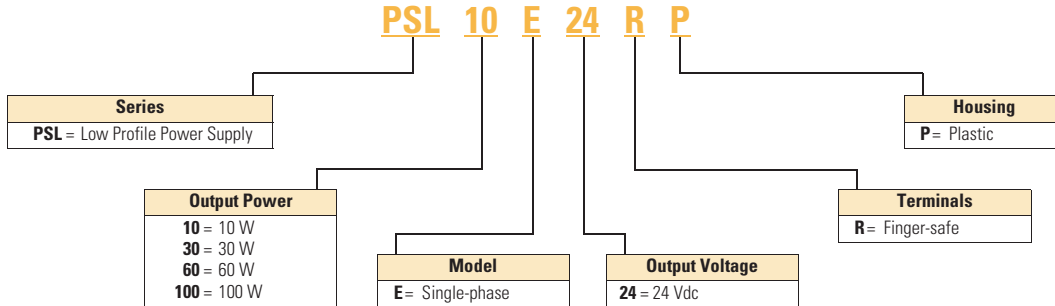 PSL 10 E 24 R P
Series
PSL = Low Profile Power Supply
Housing
P = Plastic
Output Power
10 = 10 W
30 = 30 W
60 = 60 W
100 = 100 W
Terminals
R = Finger-safe
Model
E = Single-phase
Output Voltage
24 = 24 Vdc